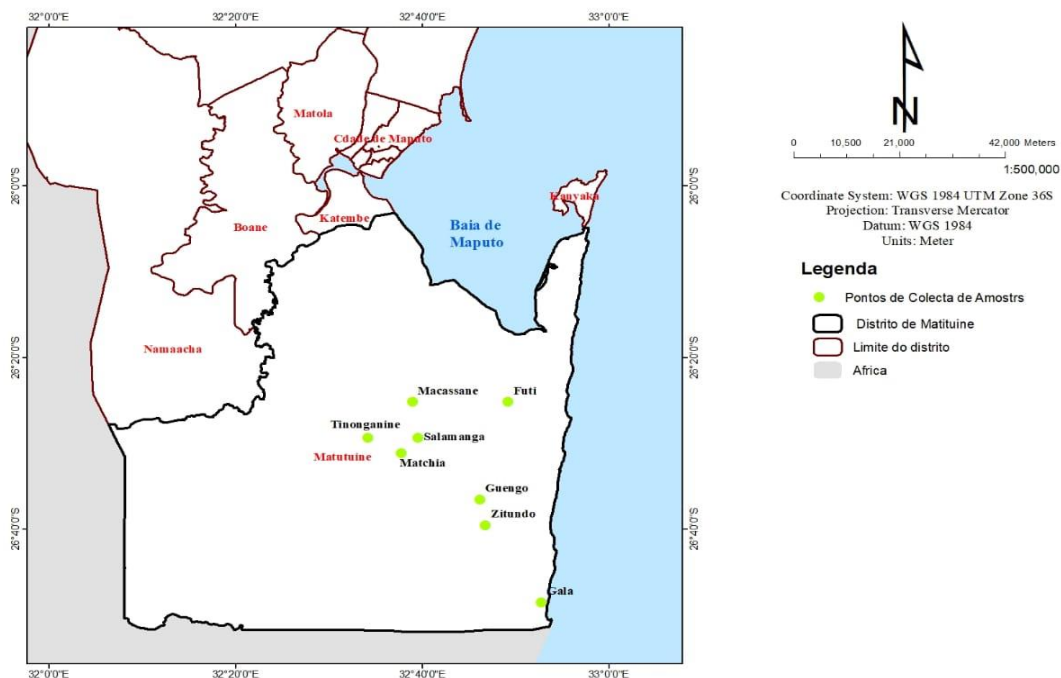 32°0'0"E
32°20'0"E
32°40'0"E
33°0'0"E
26°0'0"S
26°20'0"S
26°40'0"S
26°0'0"S
26°20'0"S
26°40'0"S
Matola
Cdade de Maputo
Kanyaka
Katembe
Boane
Baia de
Maputo
Namaacha
Macassane
Futi
Tinonganine
Salamanga
Matutuine
Matchia
Guengo
Zitundo
Gala
32°0'0"E
32°20'0"E
32°40'0"E
33°0'0"E
N
0 10,500 21,000 42,000 Meters
1:500,000
Coordinate System: WGS 1984 UTM Zone 36S
Projection: Transverse Mercator
Datum: WGS 1984
Units: Meter
Legenda
Pontos de Colecta de Amostrs
Distrito de Matituine
Limite do distrito
Africa